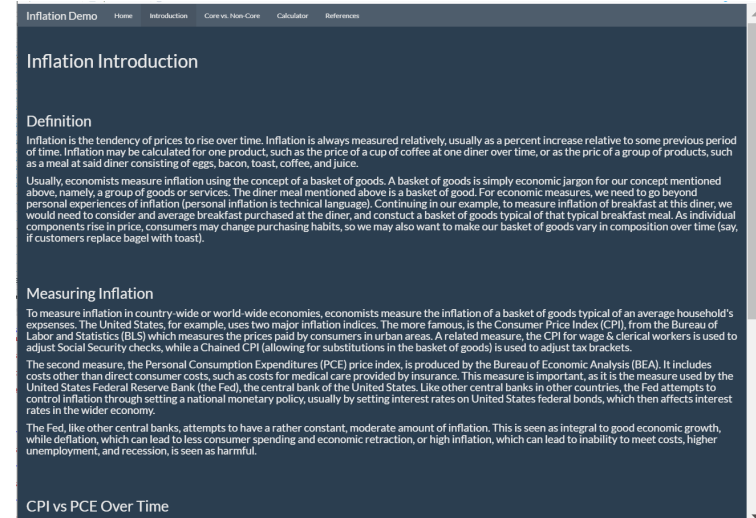 Inflation Demo Home Introduction Core vs. Non-Core Calculator References
Inflation Introduction
Definition
Inflation is the tendency of prices to rise over time. Inflation is always measured relatively, usually as a percent increase relative to some previous period
of time. Inflation may be calculated for one product, such as the price of a cup of coffee at one diner over time, or as the pric of a group of products, such
as a meal at said diner consisting of eggs, bacon, toast, coffee, and juice.
Usually, economists measure inflation using the concept of a basket of goods. A basket of goods is simply economic jargon for our concept mentioned
above, namely, a group of goods or services. The diner meal mentioned above is a basket of good. For economic measures, we need to go beyond
personal experiences of inflation (personal inflation is technical language). Continuing in our example, to measure inflation of breakfast at this diner, we
would need to consider and average breakfast purchased at the diner, and constuct a basket of goods typical of that typical breakfast meal. As individual
components rise in price, consumers may change purchasing habits, so we may also want to make our basket of goods vary in composition over time (say,
if customers replace bagel with toast).
Measuring Inflation
To measure inflation in country-wide or world-wide economies, economists measure the inflation of a basket of goods typical of an average household's
expsenses. The United States, for example, uses two major inflation indices. The more famous, is the Consumer Price Index (CPI), from the Bureau of
Labor and Statistics (BLS) which measures the prices paid by consumers in urban areas. A related measure, the CPI for wage & clerical workers is used to
adjust Social Security checks, while a Chained CPI (allowing for substitutions in the basket of goods) is used to adjust tax brackets.
The second measure, the Personal Consumption Expenditures (PCE) price index, is produced by the Bureau of Economic Analysis (BEA). It includes
costs other than direct consumer costs, such as costs for medical care provided by insurance. This measure is important, as it is the measure used by the
United States Federal Reserve Bank (the Fed), the central bank of the United States. Like other central banks in other countries, the Fed attempts to
control inflation through setting a national monetary policy, usually by setting interest rates on United States federal bonds, which then affects interest
rates in the wider economy.
The Fed, like other central banks, attempts to have a rather constant, moderate amount of inflation. This is seen as integral to good economic growth,
while deflation, which can lead to less consumer spending and economic retraction, or high inflation, which can lead to inability to meet costs, higher
unemployment, and recession, is seen as harmful.
CPI vs PCE Over Time